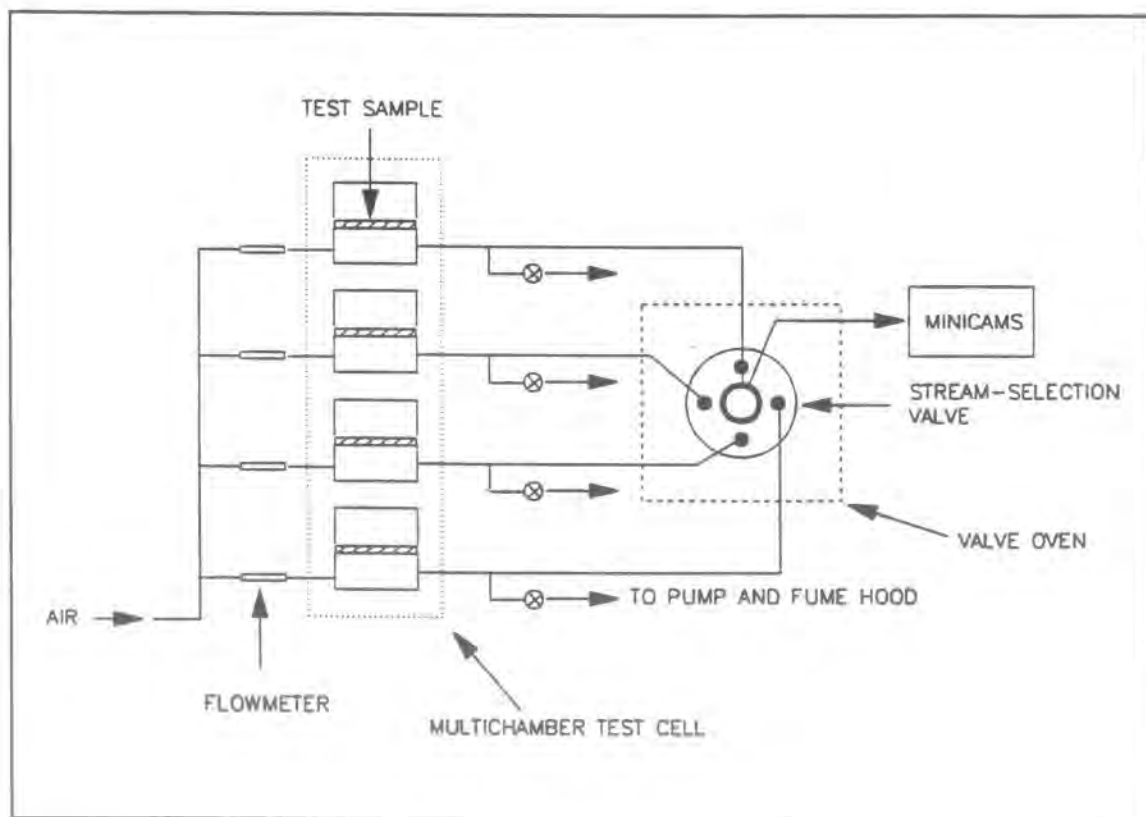 TEST SAMPLE
MINICAMS
STREAM-SELECTION
VALVE
VALVE OVEN
TO PUMP AND FUME HOOD
AIR
FLOWMETER
MULTICHAMBER TEST CELL